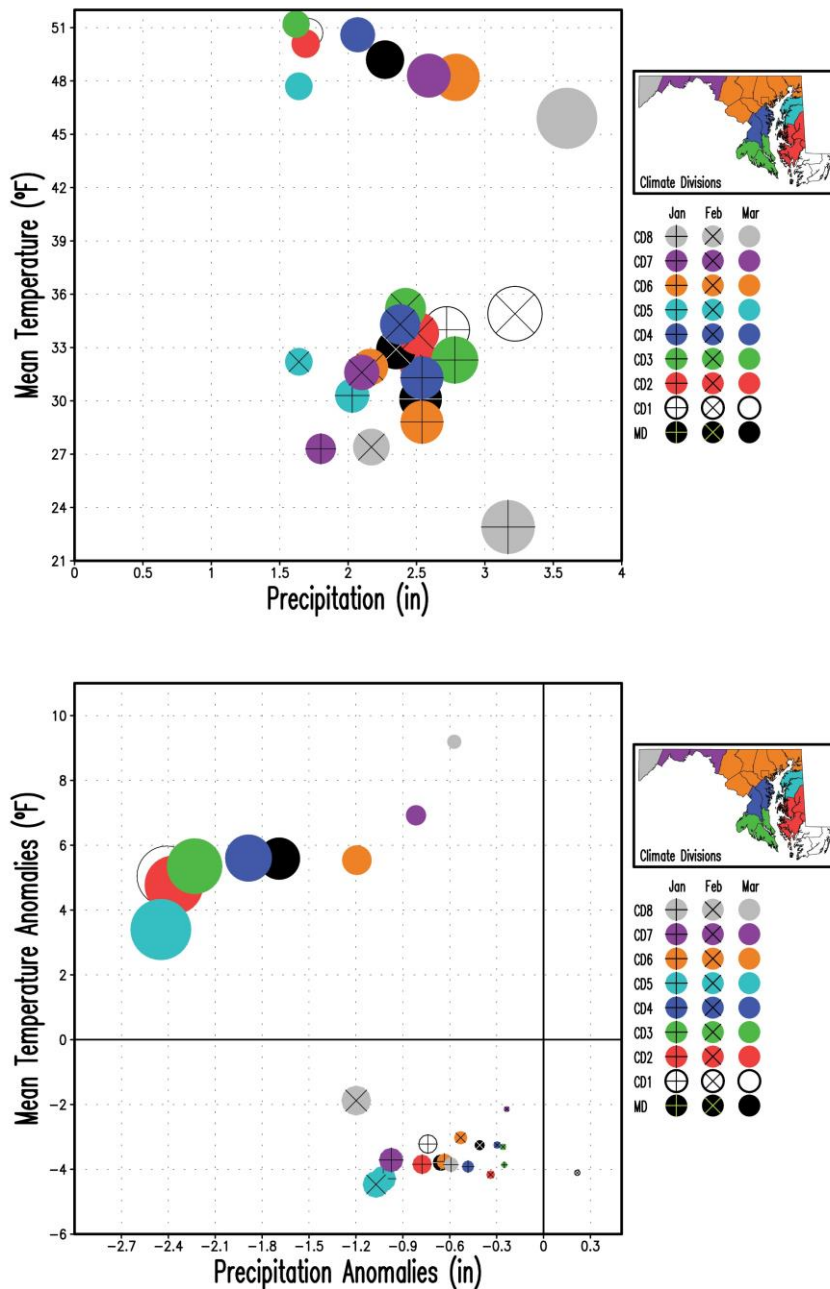 51
48
45
42
39
36
33
30
27
24
21
Mean Temperature (ºF)
0
0.5
1
1.5
2
2.5
3
3.5
4
Precipitation (in)
Climate Divisions
Jan Feb Mar
CD8
CD7
CD6
CD5
CD4
CD3
CD2
CD1
MD
10
8
6
4
2
0
−2
−4
−6
Mean Temperature Anomalies (ºF)
−2.7
−2.4
−2.1
−1.8
−1.5
−1.2
−0.9
−0.6
−0.3
0
0.3
Precipitation Anomalies (in)
Climate Divisions
Jan Feb Mar
CD8
CD7
CD6
CD5
CD4
CD3
CD2
CD1
MD